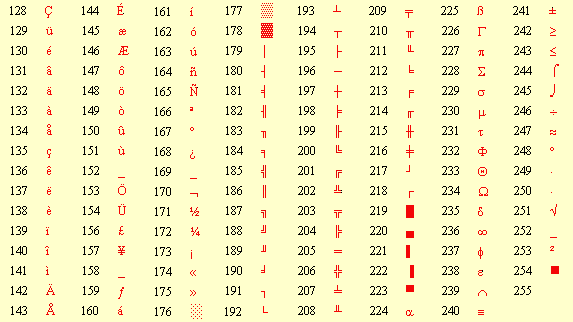 128 Ç 144 É 161 í 177 ▒ 193 ┴ 209 ╤ 225 ß 241 ±
129 ü 145 æ 162 ó 178 ▓ 194 ┬ 210 ╥ 226 Γ 242 ≥
130 é 146 Æ 163 ú 179 │ 195 ├ 211 ╙ 227 π 243 ≤
131 â 147 ô 164 ñ 180 ┤ 196 ─ 212 ╘ 228 Σ 244 ⌠
132 ä 148 ö 165 Ñ 181 ╡ 197 ┼ 213 ╒ 229 σ 245 ⌡
133 à 149 ò 166 ª 182 ╢ 198 ╞ 214 ╓ 230 µ 246 ÷
134 å 150 û 167 º 183 ╖ 199 ╟ 215 ╫ 231 τ 247 ≈
135 ç 151 ù 168 ¿ 184 ╕ 200 ╚ 216 ╪ 232 Φ 248 °
136 ê 152 _ 169 _ 185 ╣ 201 ╔ 217 ┘ 233 Θ 249 ·
137 ë 153 Ö 170 ¬ 186 ║ 202 ╩ 218 ┌ 234 Ω 250 ·
138 è 154 Ü 171 ½ 187 ╗ 203 ╦ 219 █ 235 δ 251 √
139 ï 156 £ 172 ¼ 188 ╝ 204 ╠ 220 ▄ 236 ∞ 252 _
140 î 157 ¥ 173 ¡ 189 ╜ 205 ═ 221 ▌ 237 φ 253 ²
141 ì 158 _ 174 « 190 ╛ 206 ╬ 222 ▐ 238 ε 254 ■
142 Ä 159 ƒ 175 » 191 ┐ 207 ╧ 223 ▀ 239 ∩ 255
143 Å 160 á 176 ░ 192 └ 208 ╨ 224 α 240 ≡